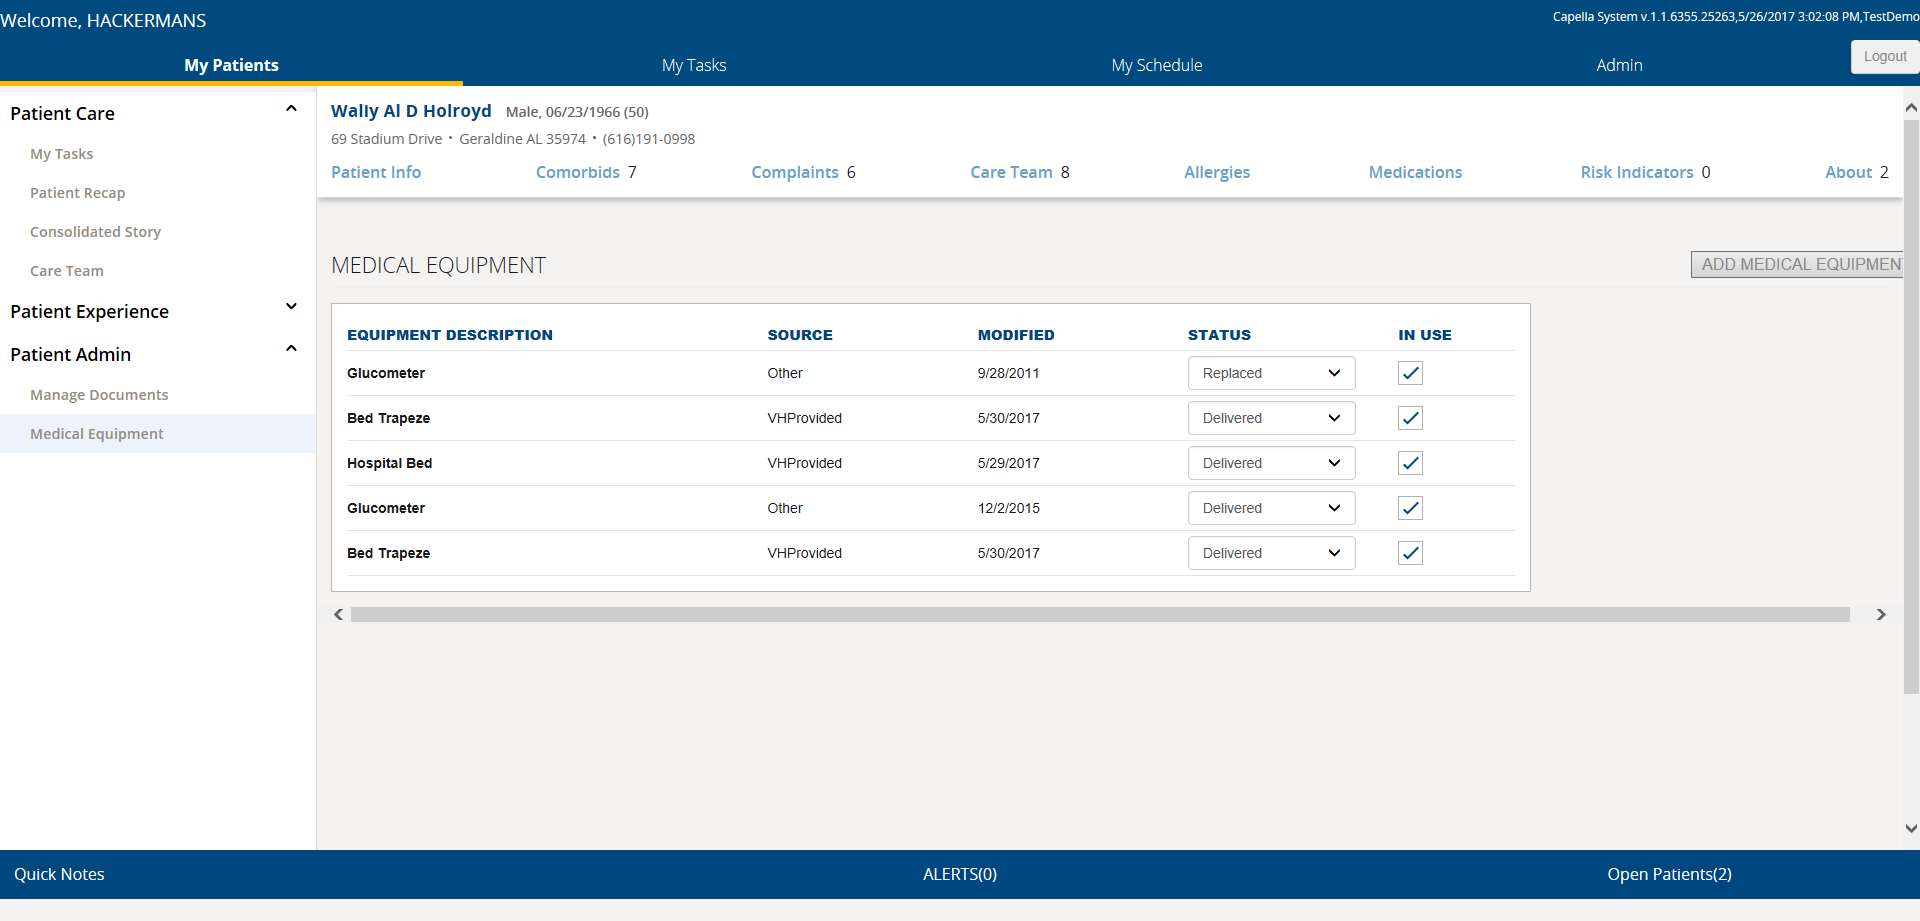 Welcome, HACKERMANS
Capella System v.1.1.6355.25263,5/26/2017 3:02:08 PM,TestDemo
My Patients
My Tasks
My Schedule
Admin
Logout
Patient Care
My Tasks
Patient Recap
Consolidated Story
Care Team
Patient Experience
Patient Admin
Manage Documents
Medical Equipment
Wally Al D Holroyd Male, 06/23/1966 (50)
69 Stadium Drive • Geraldine AL 35974 • (616)191-0998
Patient Info Comorbids 7 Complaints 6 Care Team 8 Allergies Medications Risk Indicators 0 About 2
MEDICAL EQUIPMENT
ADD MEDICAL EQUIPMEN
EQUIPMENT DESCRIPTION SOURCE MODIFIED STATUS IN USE
Glucometer Other 9/28/2011 Replaced
Bed Trapeze VHProvided 5/30/2017 Delivered
Hospital Bed VHProvided 5/29/2017 Delivered
Glucometer Other 12/2/2015 Delivered
Bed Trapeze VHProvided 5/30/2017 Delivered
Quick Notes
ALERTS(0)
Open Patients(2)